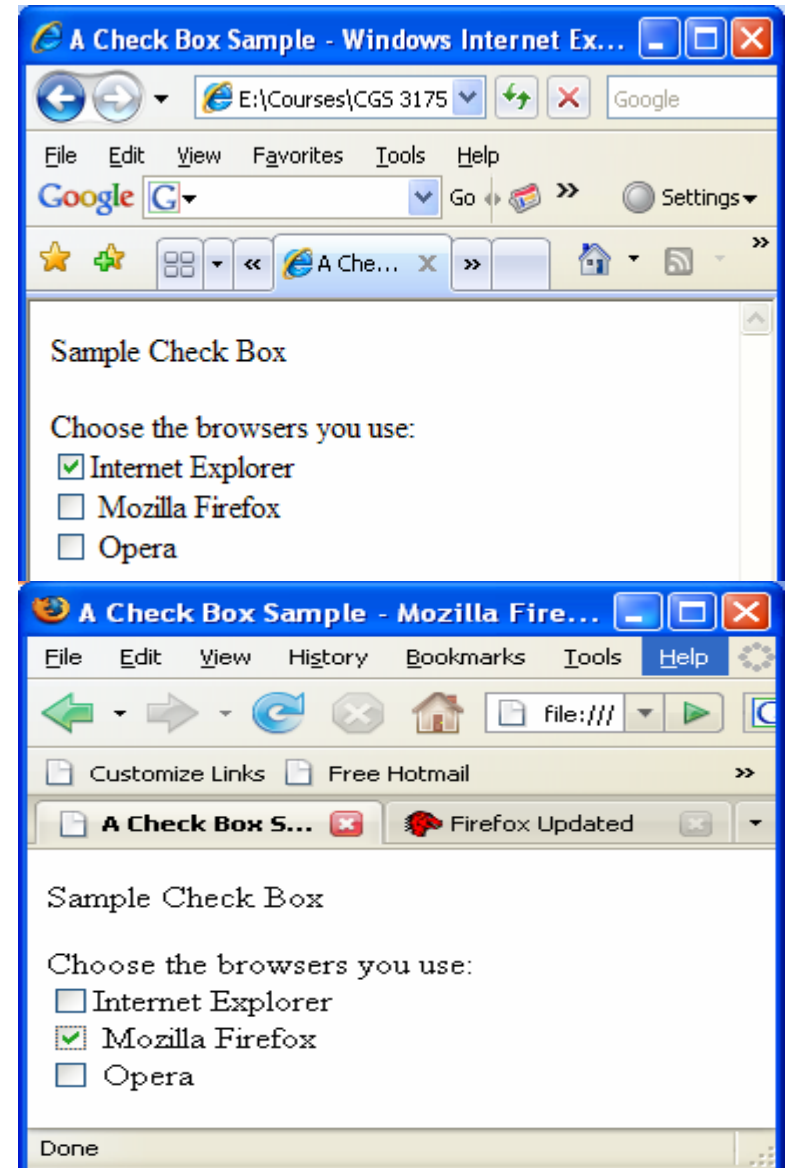 A Check Box Sample - Windows Internet Ex...
E:\Courses\CGS 3175
Google
File Edit View Favorites Tools Help
Google G Go » Settings
« A Che... » »
Sample Check Box
Choose the browsers you use:
Internet Explorer
Mozilla Firefox
Opera
A Check Box Sample - Mozilla Fire...
File Edit View History Bookmarks Tools Help
file:///
Customize Links Free Hotmail »
A Check Box S... Firefox Updated
Sample Check Box
Choose the browsers you use:
Internet Explorer
Mozilla Firefox
Opera
Done